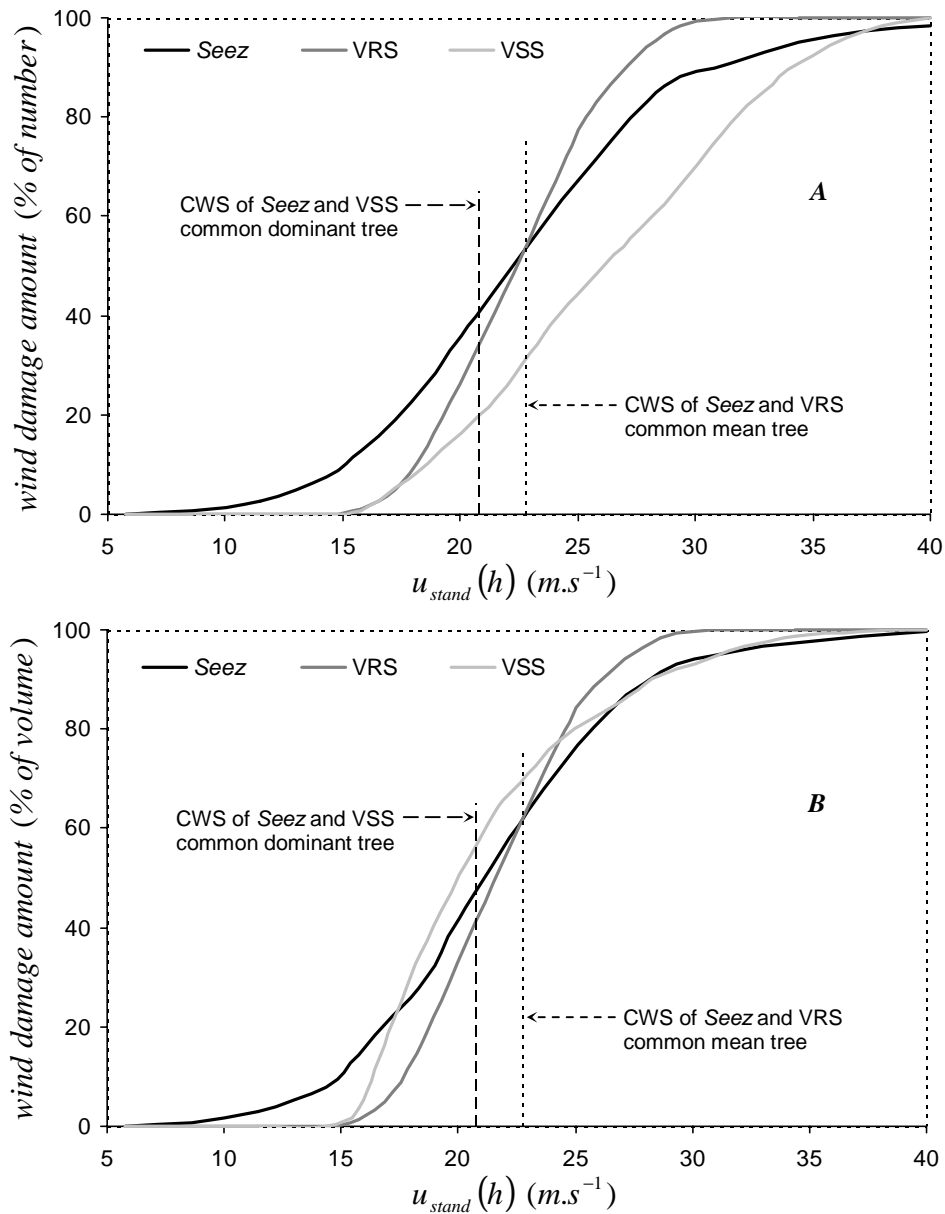 wind damage amount (% of number)
100
80
60
40
20
0
Seez VRS VSS
CWS of Seez and VSS
common dominant tree
A
CWS of Seez and VRS
common mean tree
5 10 15 20 25 30 35 40
u_stand (h) (m.s⁻¹)
wind damage amount (% of volume)
100
80
60
40
20
0
Seez VRS VSS
CWS of Seez and VSS
common dominant tree
B
CWS of Seez and VRS
common mean tree
5 10 15 20 25 30 35 40
u_stand (h) (m.s⁻¹)